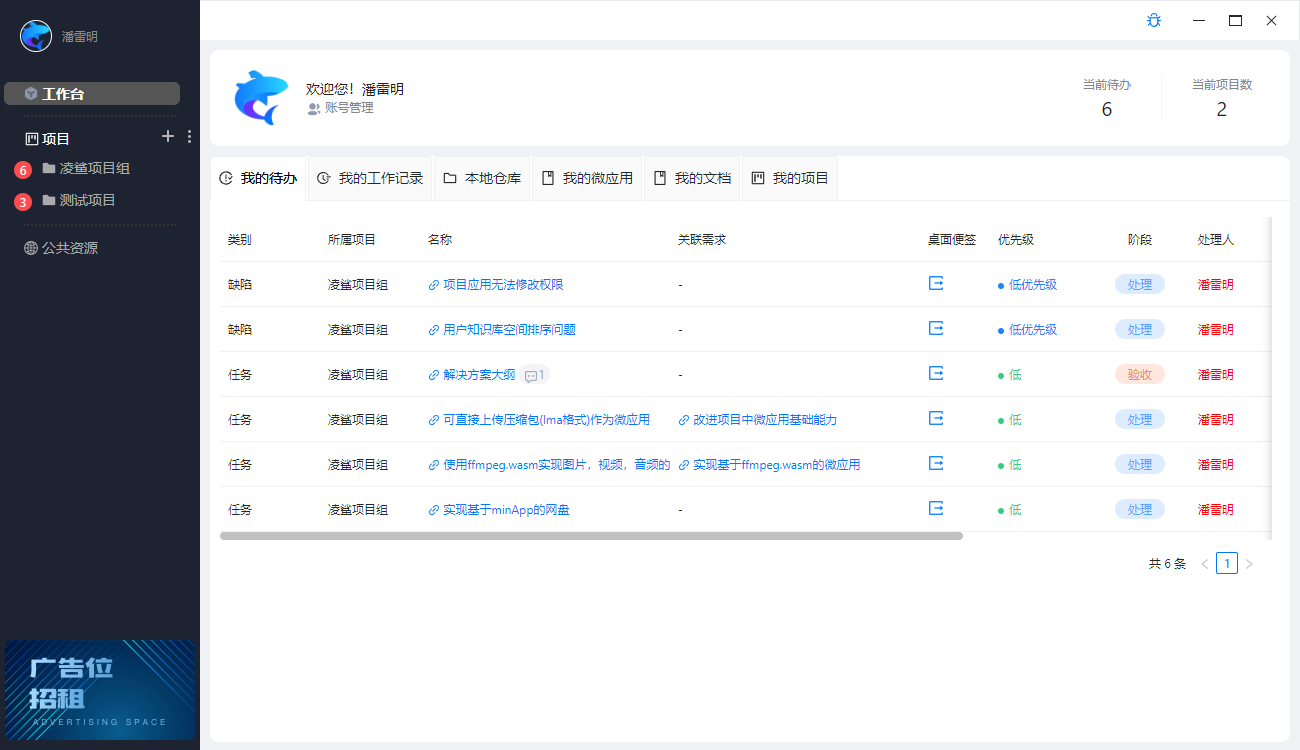 潘雷明
工作台
项目
6 凌鲨项目组
3 测试项目
公共资源
广告位
招租
ADVERTISING SPACE
欢迎您！潘雷明
账号管理
当前待办 当前项目数
6 2
我的待办 我的工作记录 本地仓库 我的微应用 我的文档 我的项目
类别 所属项目 名称 关联需求 桌面便签 优先级 阶段 处理人
缺陷 凌鲨项目组 项目应用无法修改权限 - 低优先级 处理 潘雷明
缺陷 凌鲨项目组 用户知识库空间排序问题 - 低优先级 处理 潘雷明
任务 凌鲨项目组 解决方案大纲 1 - 低 验收 潘雷明
任务 凌鲨项目组 可直接上传压缩包(lma格式)作为微应用 改进项目中微应用基础能力 低 处理 潘雷明
任务 凌鲨项目组 使用ffmpeg.wasm实现图片，视频，音频的 实现基于ffmpeg.wasm的微应用 低 处理 潘雷明
任务 凌鲨项目组 实现基于minApp的网盘 - 低 处理 潘雷明
共 6 条 < 1 >